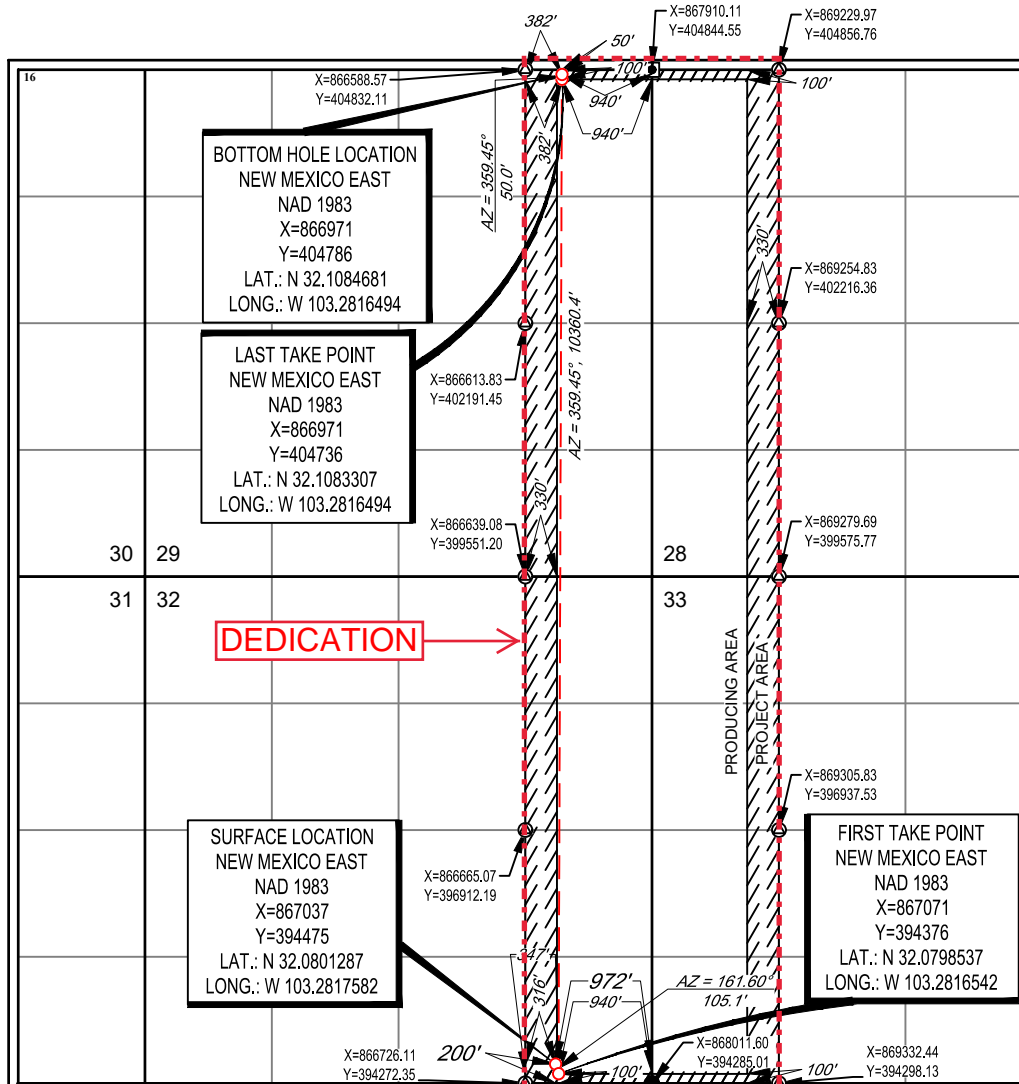 382'
50'
X=867910.11
Y=404844.55
X=869229.97
Y=404856.76
16
X=866588.57
Y=404832.11
100'
100'
940'
940'
382'
AZ = 359.45°
50.0'
BOTTOM HOLE LOCATION
NEW MEXICO EAST
NAD 1983
X=866971
Y=404786
LAT.: N 32.1084681
LONG.: W 103.2816494
330'
X=869254.83
Y=402216.36
LAST TAKE POINT
NEW MEXICO EAST
NAD 1983
X=866971
Y=404736
LAT.: N 32.1083307
LONG.: W 103.2816494
X=866613.83
Y=402191.45
AZ = 359.45°, 10360.4'
330'
X=866639.08
Y=399551.20
X=869279.69
Y=399575.77
30 29
28
31 32
33
DEDICATION
PRODUCING AREA
PROJECT AREA
X=869305.83
Y=396937.53
X=866665.07
Y=396912.19
SURFACE LOCATION
NEW MEXICO EAST
NAD 1983
X=867037
Y=394475
LAT.: N 32.0801287
LONG.: W 103.2817582
FIRST TAKE POINT
NEW MEXICO EAST
NAD 1983
X=867071
Y=394376
LAT.: N 32.0798537
LONG.: W 103.2816542
347'
316'
972'
940'
AZ = 161.60°
105.1'
X=866726.11
Y=394272.35
200'
100'
X=868011.60
Y=394285.01
100'
X=869332.44
Y=394298.13